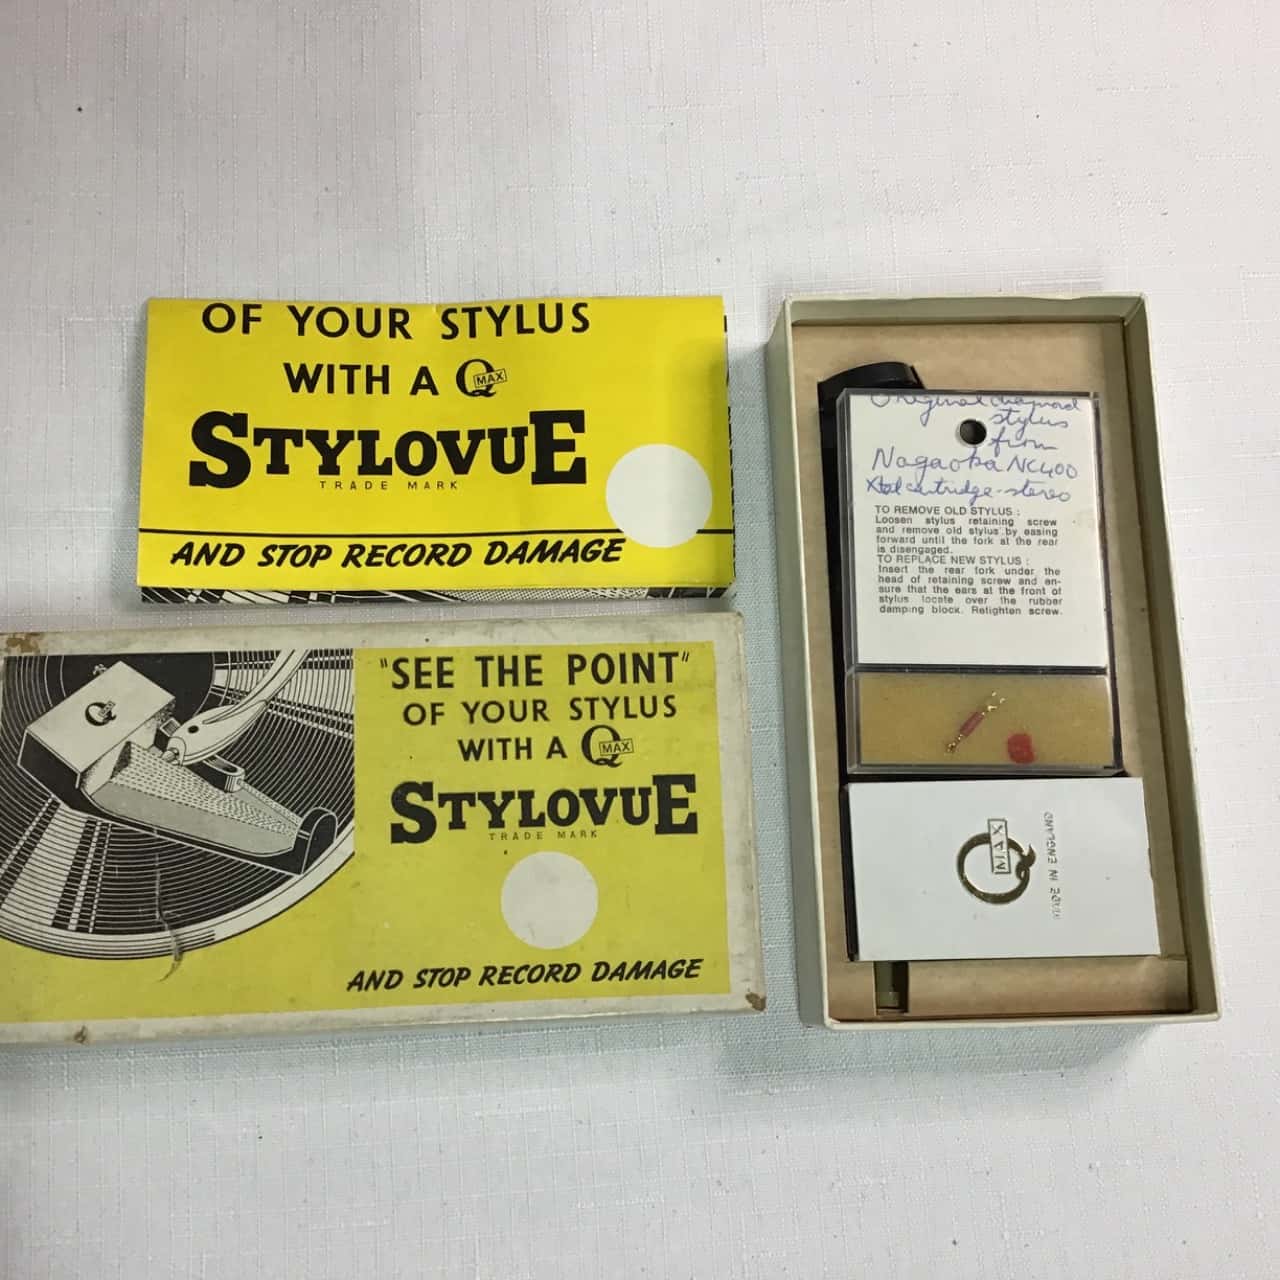 OF YOUR STYLUS
WITH A Q MAX
STYLOVUE
TRADE MARK
AND STOP RECORD DAMAGE
"SEE THE POINT"
OF YOUR STYLUS
WITH A Q MAX
STYLOVUE
TRADE MARK
AND STOP RECORD DAMAGE
Q MAX
Original diamond
stylus
from
Nagaoka NC400
Xtal cartridge-stereo
TO REMOVE OLD STYLUS :
Loosen stylus retaining screw
and remove old stylus by easing
forward until the fork at the rear
is disengaged.
TO REPLACE NEW STYLUS :
Insert the rear fork under the
head of retaining screw and en-
sure that the ears at the front of
stylus locate over the rubber
damping block. Retighten screw.
Q MAX
MADE IN ENGLAND